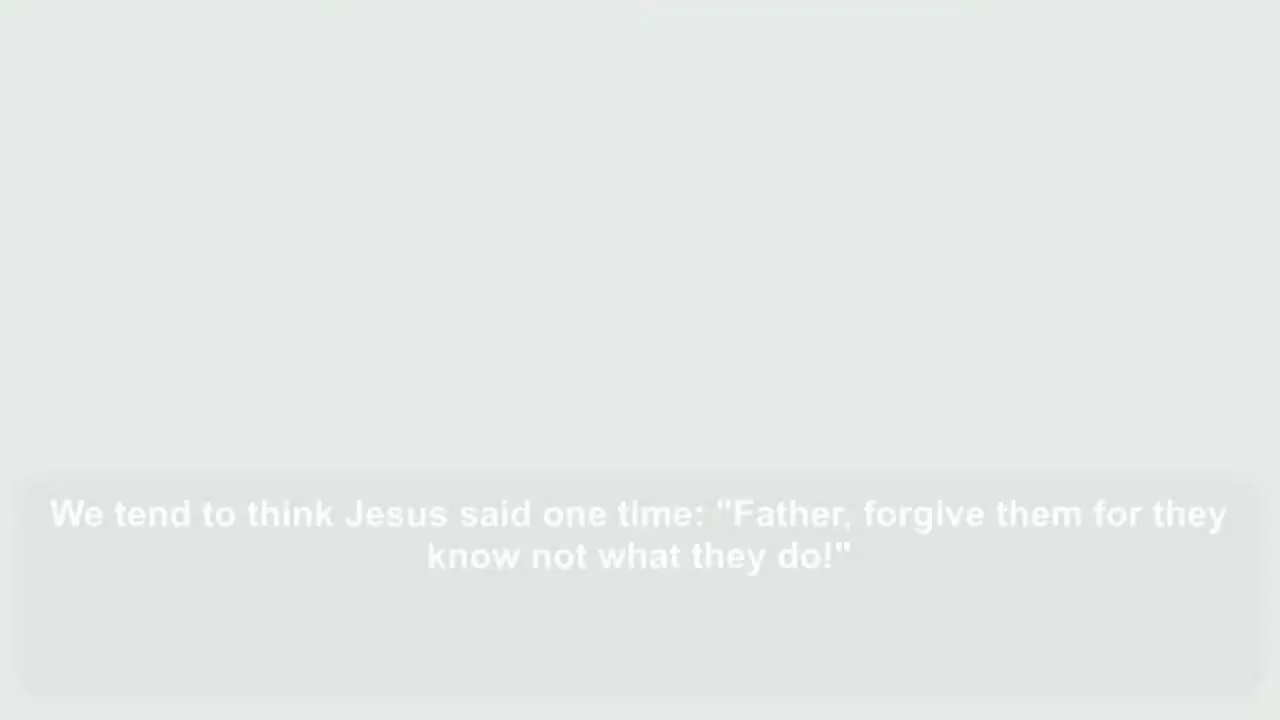 We tend to think Jesus said one time: "Father, forgive them for they
know not what they do!"